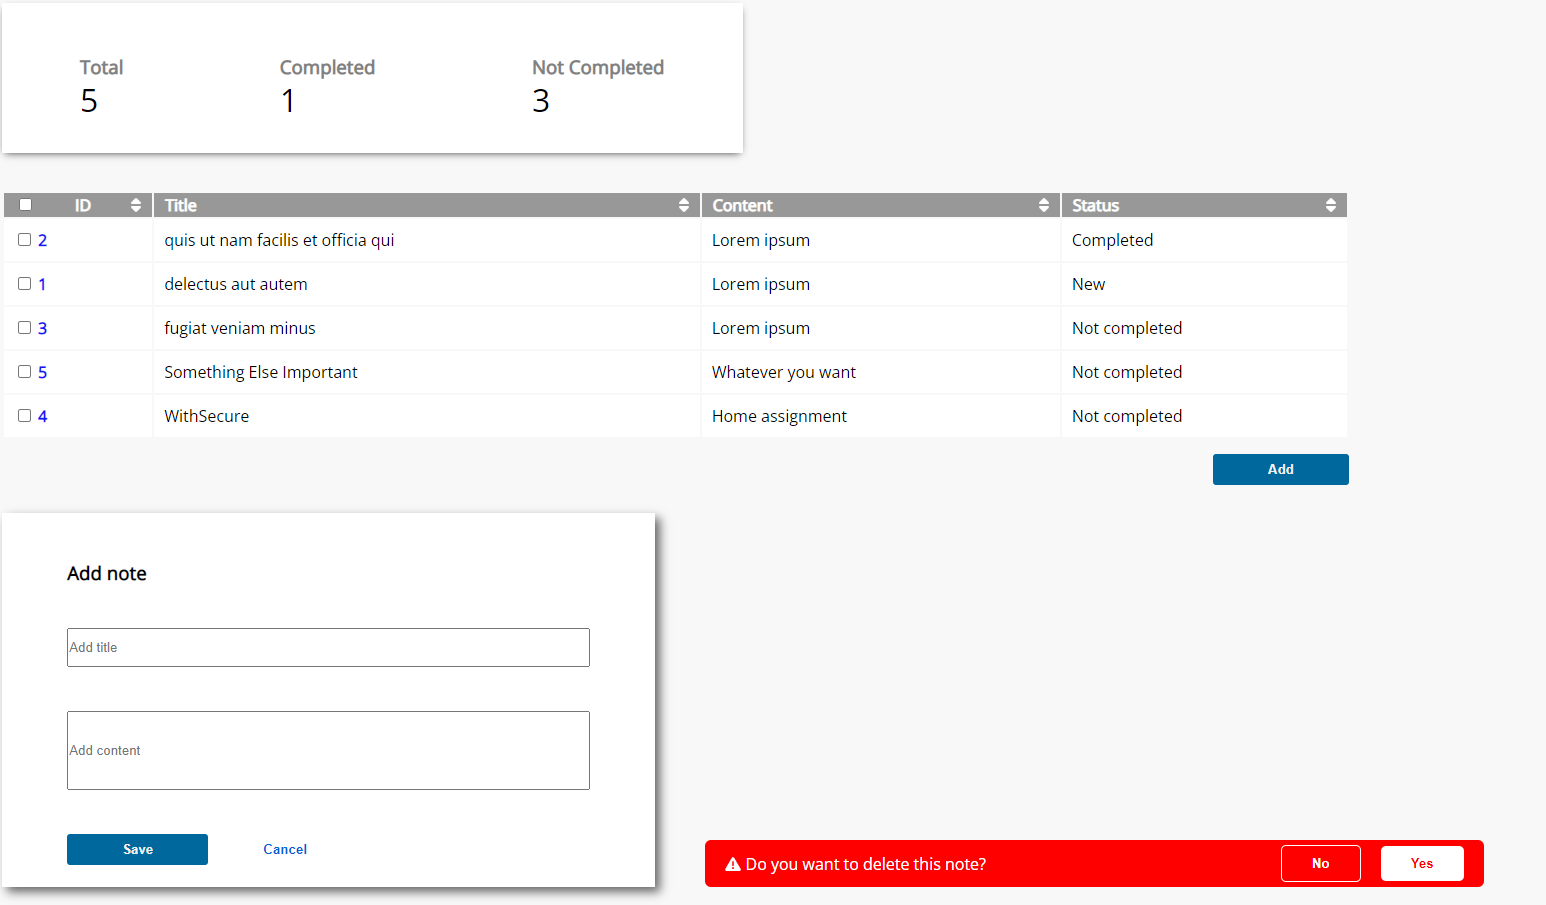 Total Completed Not Completed
5 1 3
ID Title Content Status
2 quis ut nam facilis et officia qui Lorem ipsum Completed
1 delectus aut autem Lorem ipsum New
3 fugiat veniam minus Lorem ipsum Not completed
5 Something Else Important Whatever you want Not completed
4 WithSecure Home assignment Not completed
Add
Add note
Add title
Add content
Save Cancel
Do you want to delete this note? No Yes